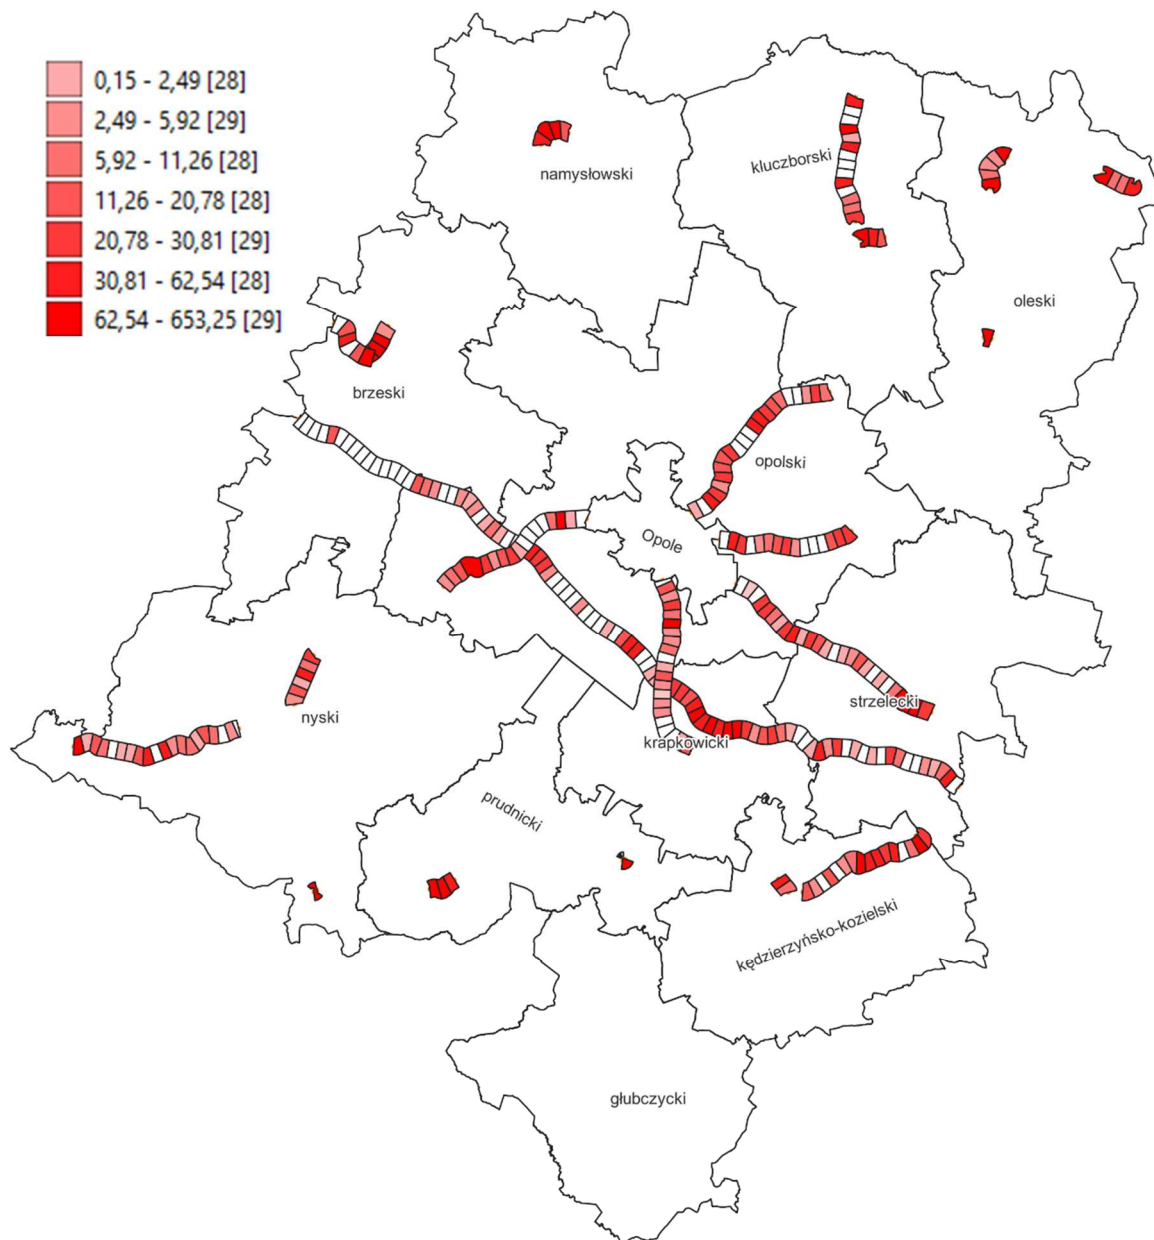 0,15 - 2,49 [28]
2,49 - 5,92 [29]
5,92 - 11,26 [28]
11,26 - 20,78 [28]
20,78 - 30,81 [29]
30,81 - 62,54 [28]
62,54 - 653,25 [29]
namysłowski
kluczborski
oleski
brzeski
opolski
Opole
strzelecki
nyski
krapkowicki
prudnicki
kędzierzyńsko-kozielski
głubczycki